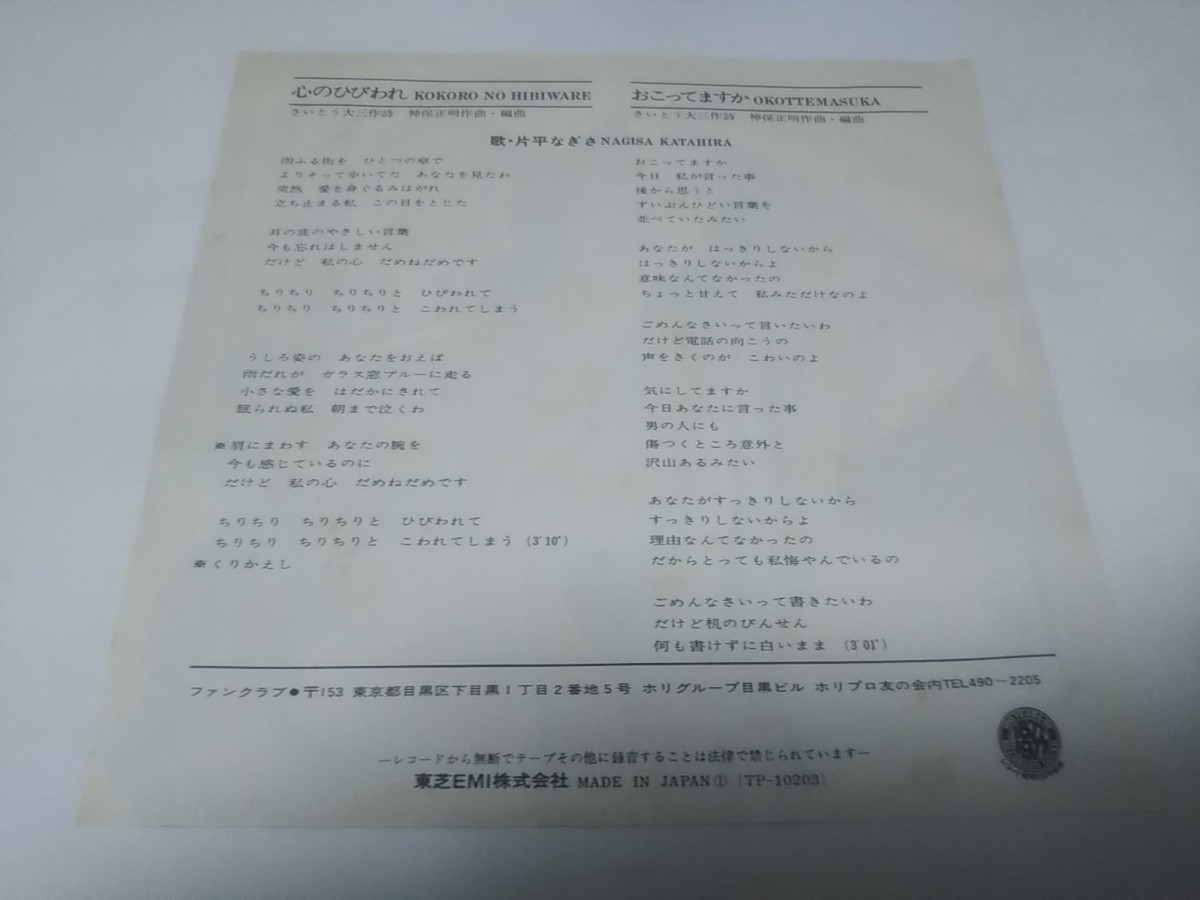 心のひびわれ KOKORO NO HIBIWARE
さいとう大三作詩 神保正明作曲・編曲
おこってますか OKOTTEMASUKA
さいとう大三作詩 神保正明作曲・編曲
歌・片平なぎさ NAGISA KATAHIRA
雨ふる街を ひとつの傘で
よりそって歩いてた あなたを見たわ
突然 愛を身ぐるみはがれ
立ち止まる私 この目をとじた
耳の底のやさしい言葉
今も忘れはしません
だけど 私の心 だめねだめです
ちりちり ちりちりと ひびわれて
ちりちり ちりちりと こわれてしまう
うしろ姿の あなたをおえば
雨だれが ガラス窓ブルーに走る
小さな愛を はだかにされて
眠られぬ私 朝まで泣くわ
※肩にまわす あなたの腕を
今も感じているのに
だけど 私の心 だめねだめです
ちりちり ちりちりと ひびわれて
ちりちり ちりちりと こわれてしまう (3'10")
※くりかえし
おこってますか
今日 私が言った事
後から思うと
ずいぶんひどい言葉を
並べていたみたい
あなたが はっきりしないから
はっきりしないからよ
意味なんてなかったの
ちょっと甘えて 私みただけなのよ
ごめんなさいって言いたいわ
だけど電話の向こうの
声をきくのが こわいのよ
気にしてますか
今日あなたに言った事
男の人にも
傷つくところ意外と
沢山あるみたい
あなたがすっきりしないから
すっきりしないからよ
理由なんてなかったの
だからとっても私悔やんでいるの
ごめんなさいって書きたいわ
だけど机のびんせん
何も書けずに白いまま (3'01")
ファンクラブ●〒153 東京都目黒区下目黒1丁目2番地5号 ホリグループ目黒ビル ホリプロ友の会内TEL490-2205
―レコードから無断でテープその他に録音することは法律で禁じられています―
東芝EMI株式会社 MADE IN JAPAN① (TP-10203)
1877
1977